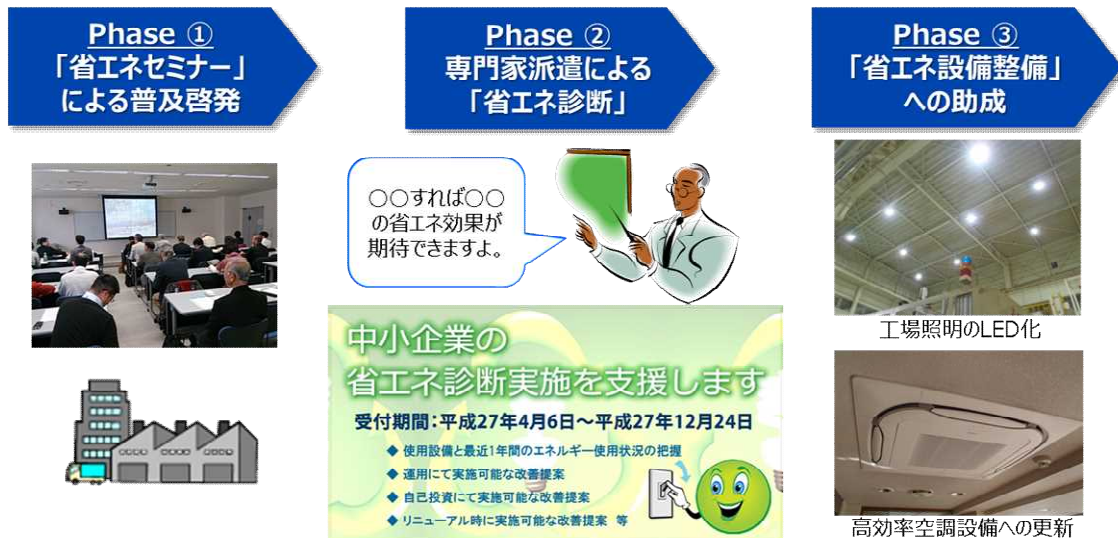 Phase ①
「省エネセミナー」
による普及啓発
Phase ②
専門家派遣による
「省エネ診断」
Phase ③
「省エネ設備整備」
への助成
○○すれば○○
の省エネ効果が
期待できますよ。
中小企業の
省エネ診断実施を支援します
受付期間：平成27年4月6日～平成27年12月24日
◆ 使用設備と最近1年間のエネルギー使用状況の把握
◆ 運用にて実施可能な改善提案
◆ 自己投資にて実施可能な改善提案
◆ リニューアル時に実施可能な改善提案 等
工場照明のLED化
高効率空調設備への更新